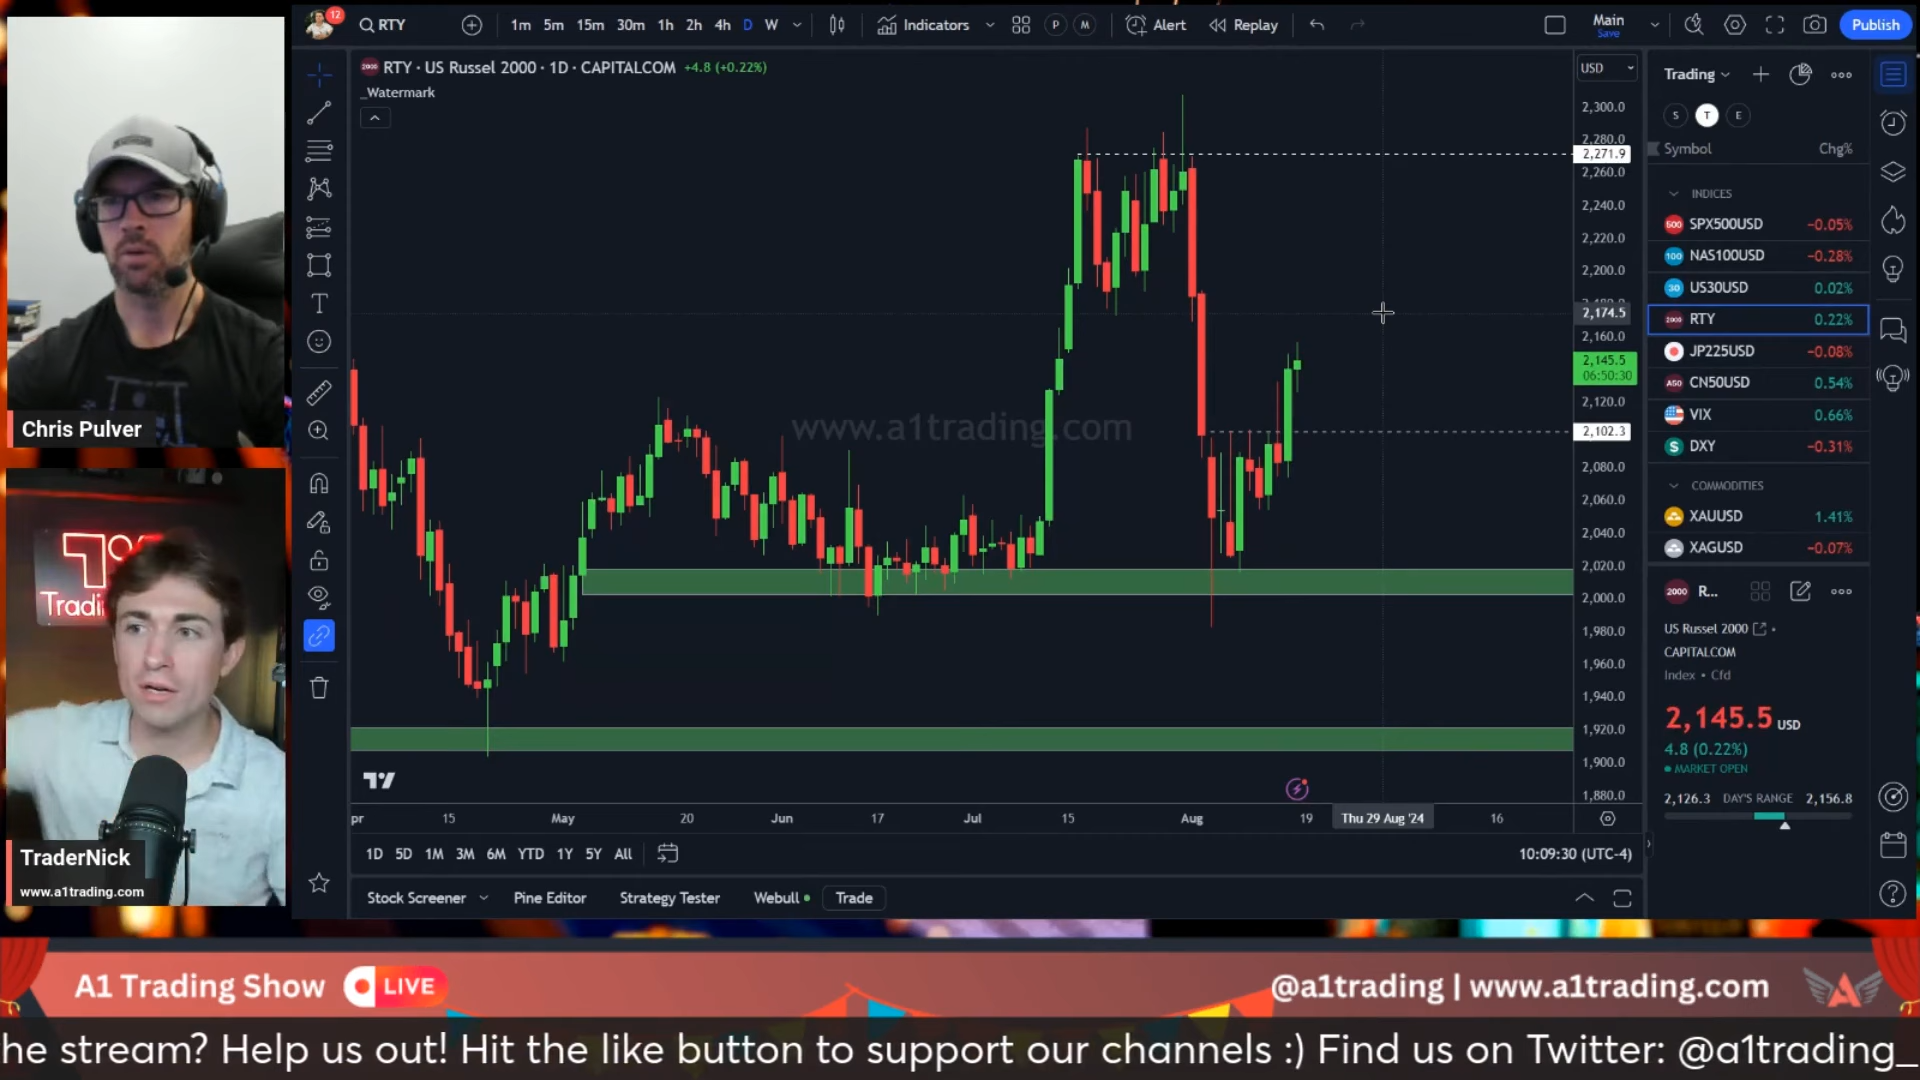 12
RTY
1m 5m 15m 30m 1h 2h 4h D W
Indicators
P M
Alert
Replay
Main
Save
Publish
2000 RTY · US Russel 2000 · 1D · CAPITALCOM +4.8 (+0.22%)
_Watermark
USD
2,300.0
2,280.0
2,271.9
2,260.0
2,240.0
2,220.0
2,200.0
2,174.5
2,160.0
2,145.5
06:50:30
2,120.0
2,102.3
2,080.0
2,060.0
2,040.0
2,020.0
2,000.0
1,980.0
1,960.0
1,940.0
1,920.0
1,900.0
1,880.0
www.a1trading.com
pr 15 May 20 Jun 17 Jul 15 Aug 19 Thu 29 Aug '24 16
1D 5D 1M 3M 6M YTD 1Y 5Y All
10:09:30 (UTC-4)
Stock Screener
Pine Editor
Strategy Tester
Webull
Trade
Trading
S T E
Symbol Chg%
INDICES
500 SPX500USD −0.05%
100 NAS100USD −0.28%
30 US30USD 0.02%
2000 RTY 0.22%
JP225USD −0.08%
A50 CN50USD 0.54%
VIX 0.66%
$ DXY −0.31%
COMMODITIES
XAUUSD 1.41%
XAGUSD −0.07%
2000 R...
US Russel 2000
CAPITALCOM
Index • Cfd
2,145.5 USD
4.8 (0.22%)
MARKET OPEN
2,126.3 DAY'S RANGE 2,156.8
Chris Pulver
Tradi
TraderNick
www.a1trading.com
A1 Trading Show
LIVE
@a1trading | www.a1trading.com
he stream? Help us out! Hit the like button to support our channels :) Find us on Twitter: @a1trading_